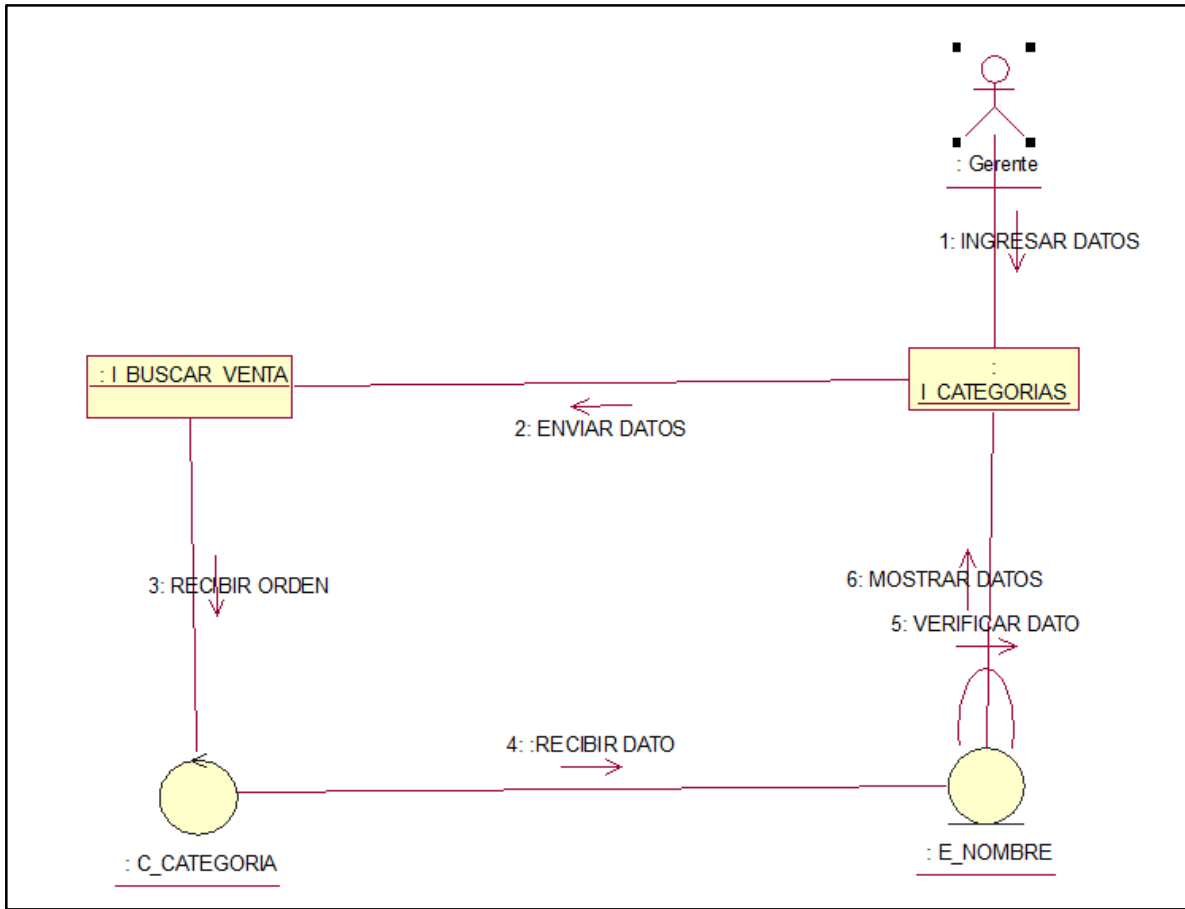 : Gerente
1: INGRESAR DATOS
: I_BUSCAR_VENTA
:
I_CATEGORIAS
2: ENVIAR DATOS
3: RECIBIR ORDEN
6: MOSTRAR DATOS
5: VERIFICAR DATO
4: :RECIBIR DATO
: C_CATEGORIA
: E_NOMBRE